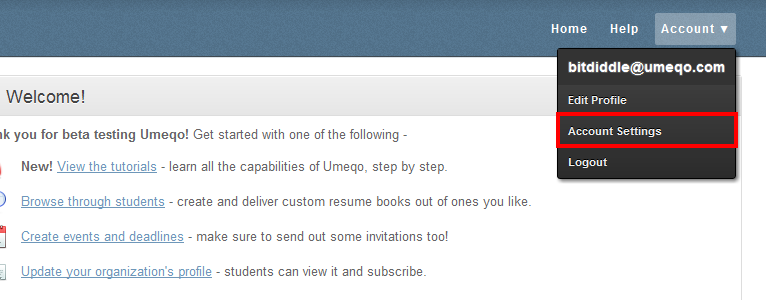 Home Help Account ▾
bitdiddle@umeqo.com
Edit Profile
Account Settings
Logout
Welcome!
you for beta testing Umeqo! Get started with one of the following -
New! View the tutorials - learn all the capabilities of Umeqo, step by step.
Browse through students - create and deliver custom resume books out of ones you like.
Create events and deadlines - make sure to send out some invitations too!
Update your organization's profile - students can view it and subscribe.